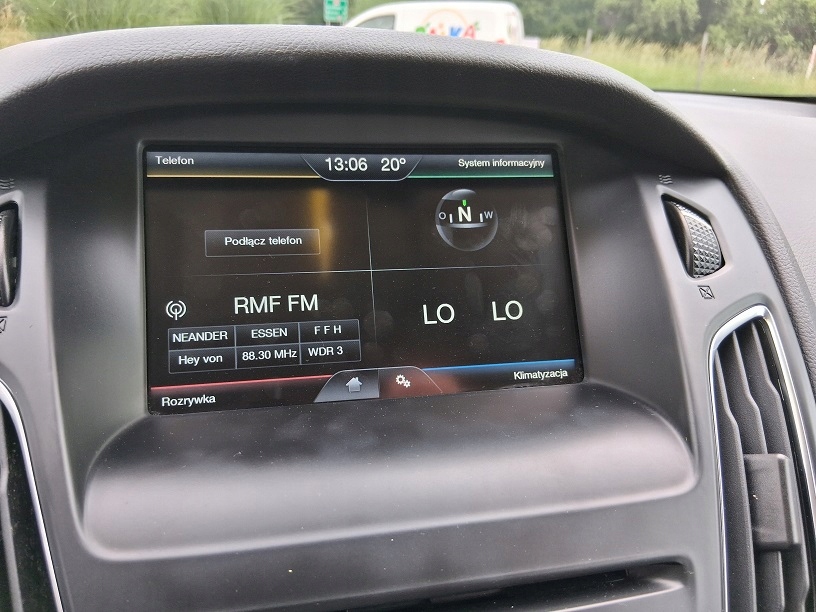 Telefon
13:06 20°
System informacyjny
Podłącz telefon
O N W
RMF FM
NEANDER ESSEN F F H
Hey von 88.30 MHz WDR 3
LO LO
Rozrywka
Klimatyzacja